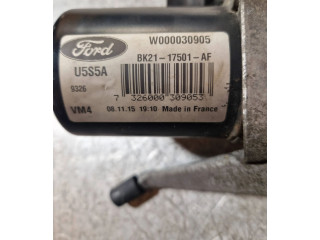 Ford
W000030905
BK21-17501-AF
U5S5A
9326
7 326000 309053
VM4
06.11.15 19:10 Made in France